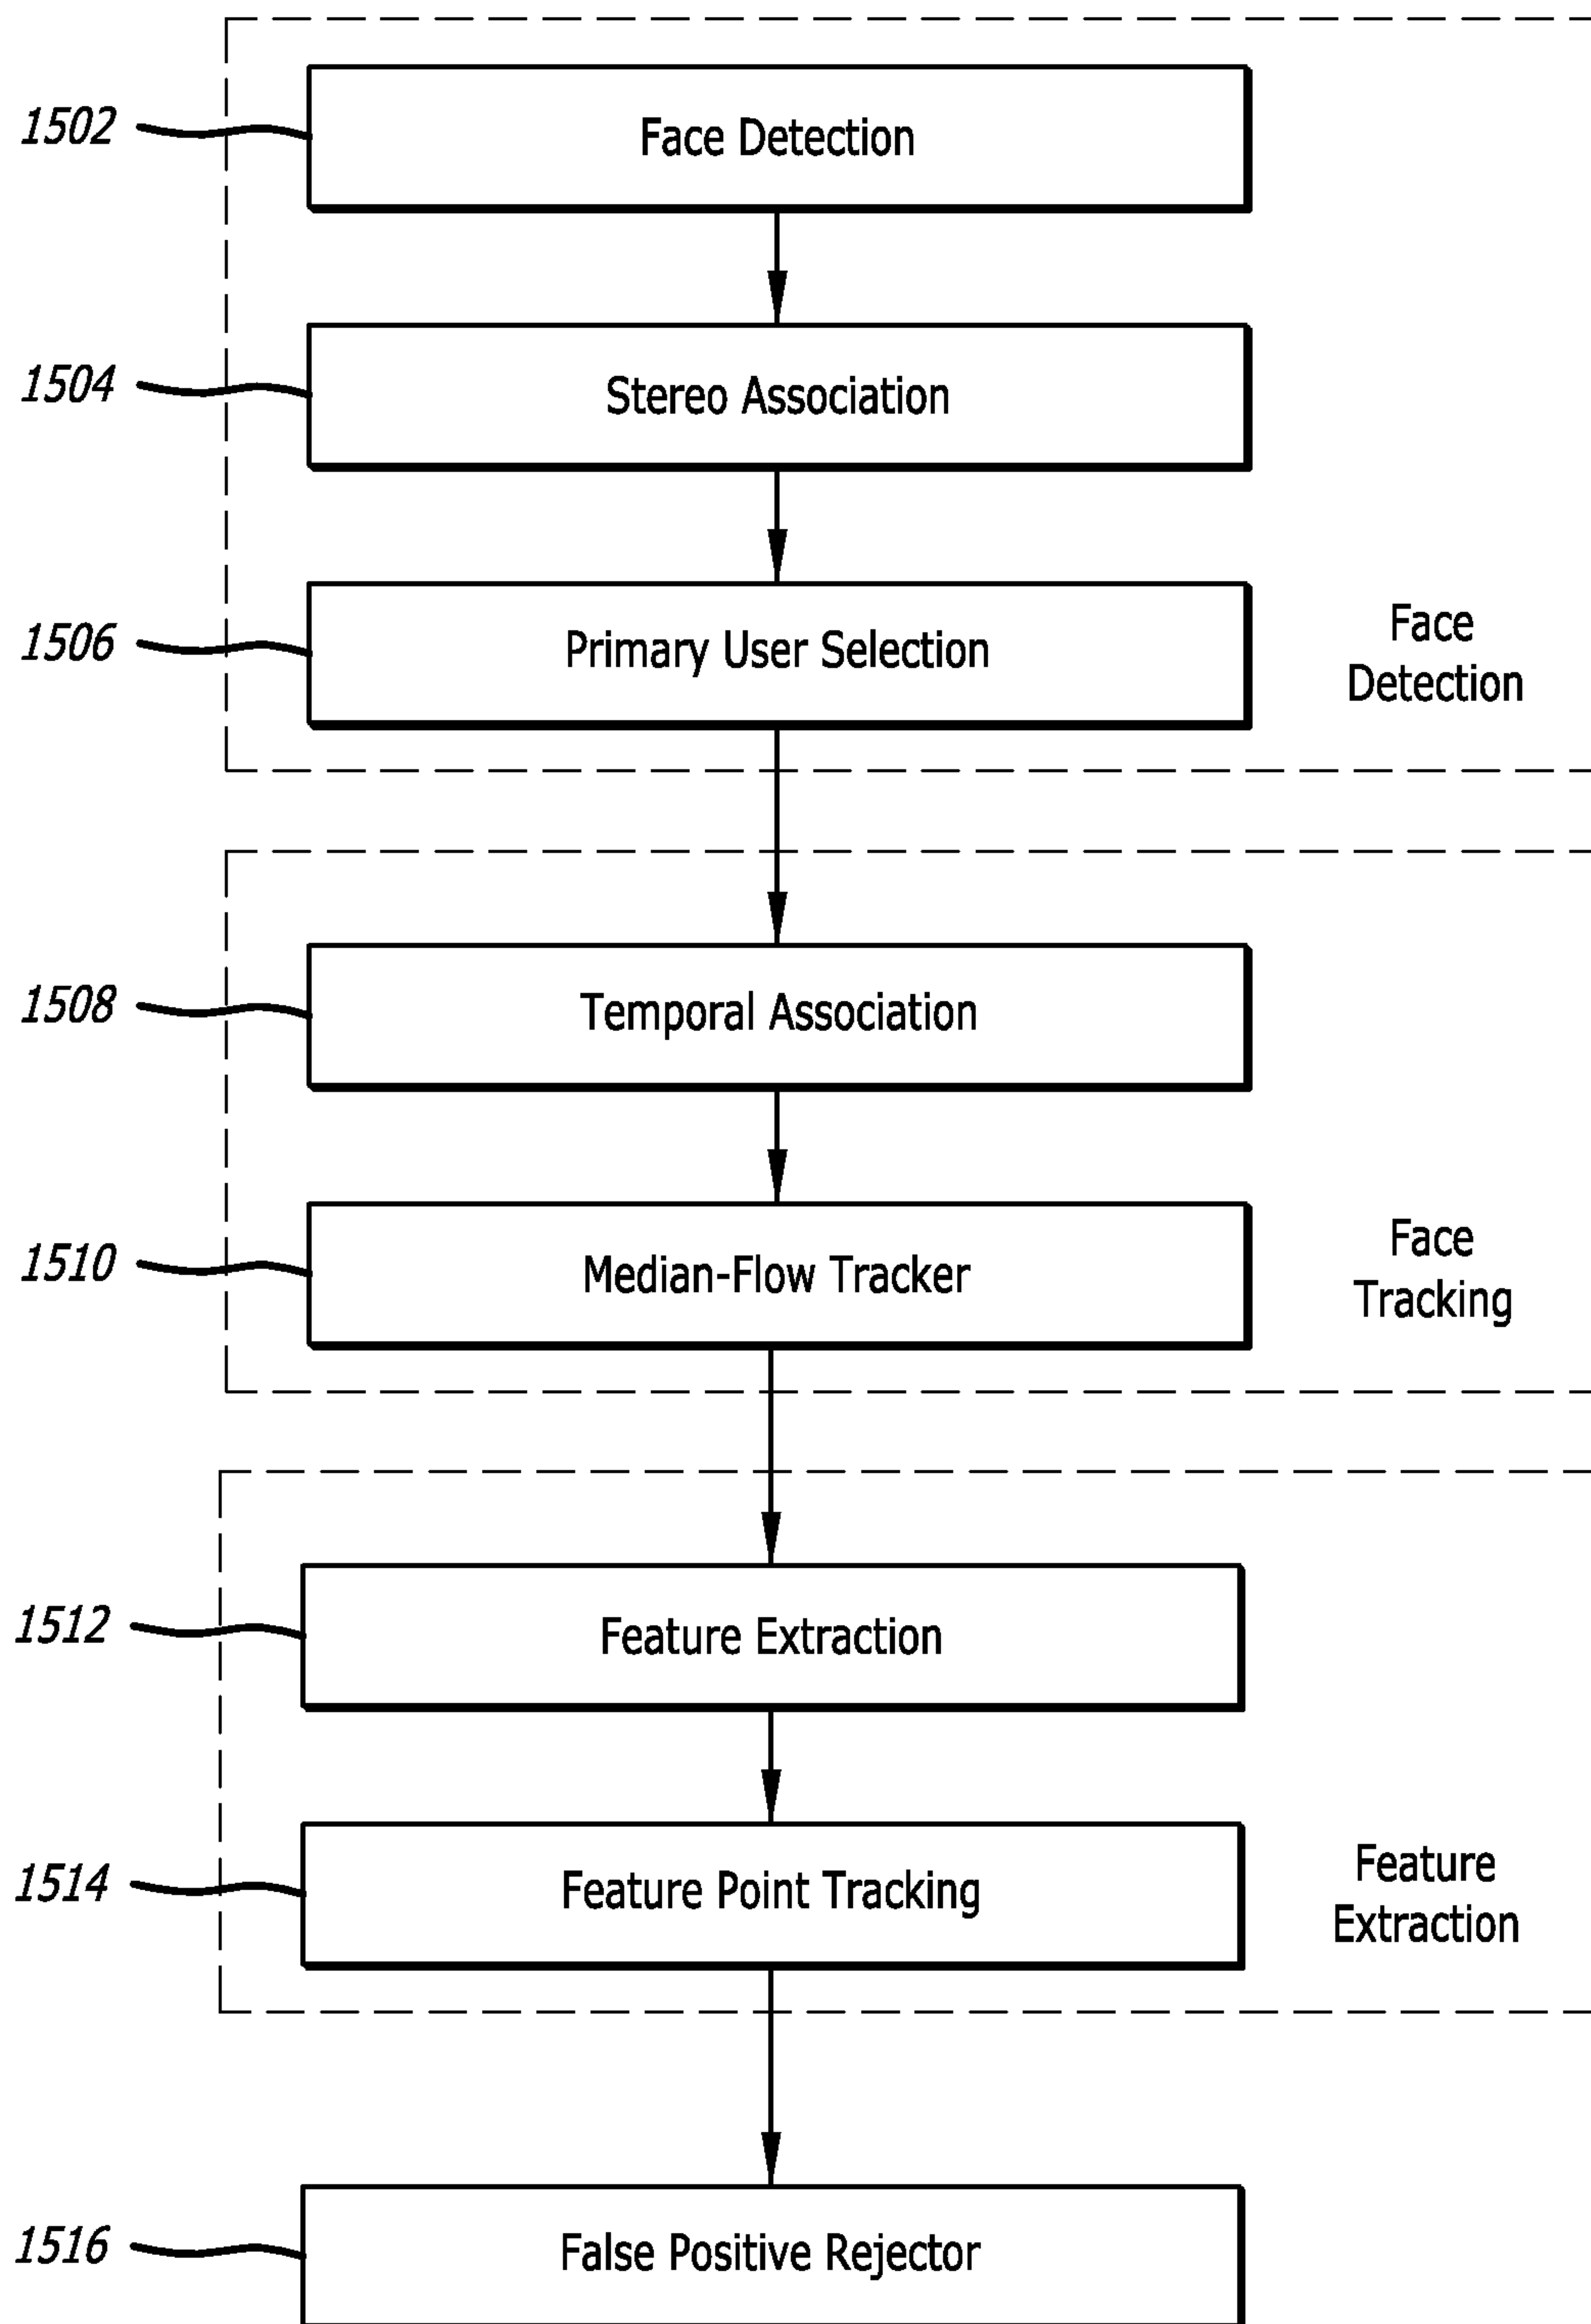 1502
Face Detection
1504
Stereo Association
1506
Primary User Selection
Face
Detection
1508
Temporal Association
1510
Median-Flow Tracker
Face
Tracking
1512
Feature Extraction
1514
Feature Point Tracking
Feature
Extraction
1516
False Positive Rejector